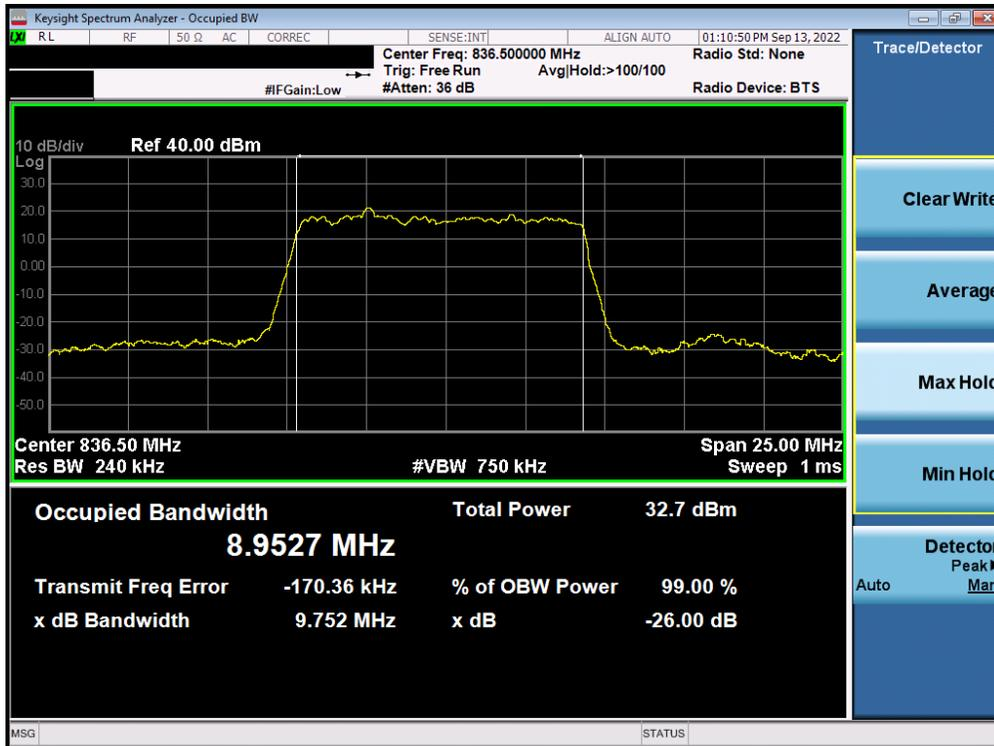 Keysight Spectrum Analyzer - Occupied BW
LXI RL RF 50 Ω AC CORREC SENSE:INT ALIGN AUTO 01:10:50 PM Sep 13, 2022
Center Freq: 836.500000 MHz Radio Std: None
Trig: Free Run Avg|Hold:>100/100
#IFGain:Low #Atten: 36 dB Radio Device: BTS
Trace/Detector
10 dB/div Ref 40.00 dBm
Log
30.0
20.0
10.0
0.00
-10.0
-20.0
-30.0
-40.0
-50.0
Center 836.50 MHz Span 25.00 MHz
Res BW 240 kHz #VBW 750 kHz Sweep 1 ms
Occupied Bandwidth Total Power 32.7 dBm
8.9527 MHz
Transmit Freq Error -170.36 kHz % of OBW Power 99.00 %
x dB Bandwidth 9.752 MHz x dB -26.00 dB
Clear Write
Average
Max Hold
Min Hold
Detector
Peak
Auto Man
MSG STATUS